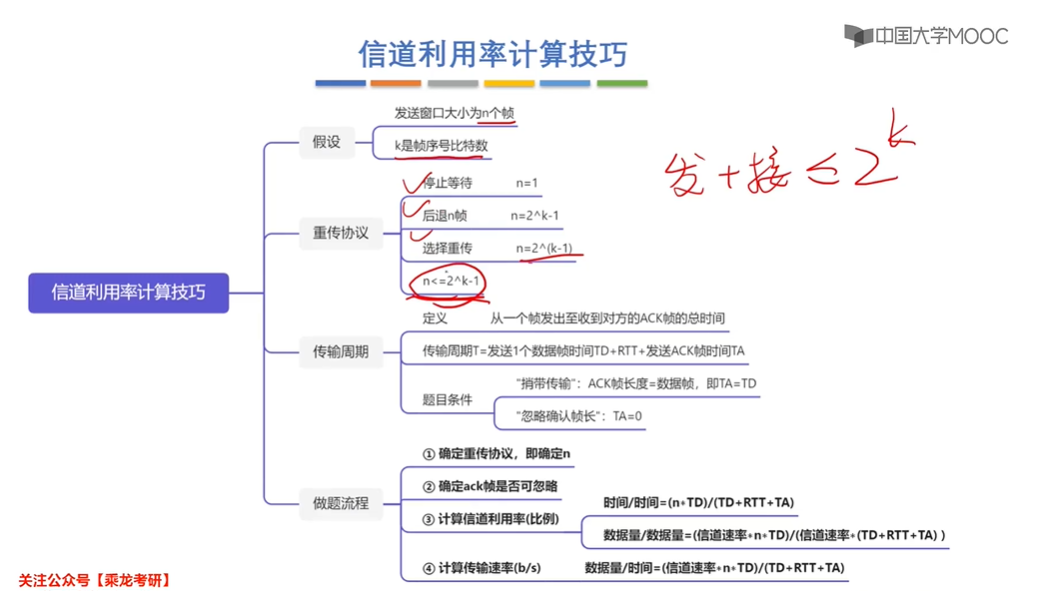 中国大学MOOC
信道利用率计算技巧
信道利用率计算技巧
假设
发送窗口大小为n个帧
k是帧序号比特数
发+接≤2^k
重传协议
停止等待 n=1
后退n帧 n=2^k-1
选择重传 n=2^(k-1)
n<=2^k-1
传输周期
定义 从一个帧发出至收到对方的ACK帧的总时间
传输周期T=发送1个数据帧时间TD+RTT+发送ACK帧时间TA
题目条件
"捎带传输"：ACK帧长度=数据帧，即TA=TD
"忽略确认帧长"：TA=0
做题流程
① 确定重传协议，即确定n
② 确定ack帧是否可忽略
③ 计算信道利用率(比例)
时间/时间=(n*TD)/(TD+RTT+TA)
数据量/数据量=(信道速率*n*TD)/(信道速率*(TD+RTT+TA) )
④ 计算传输速率(b/s) 数据量/时间=(信道速率*n*TD)/(TD+RTT+TA)
关注公众号【乘龙考研】